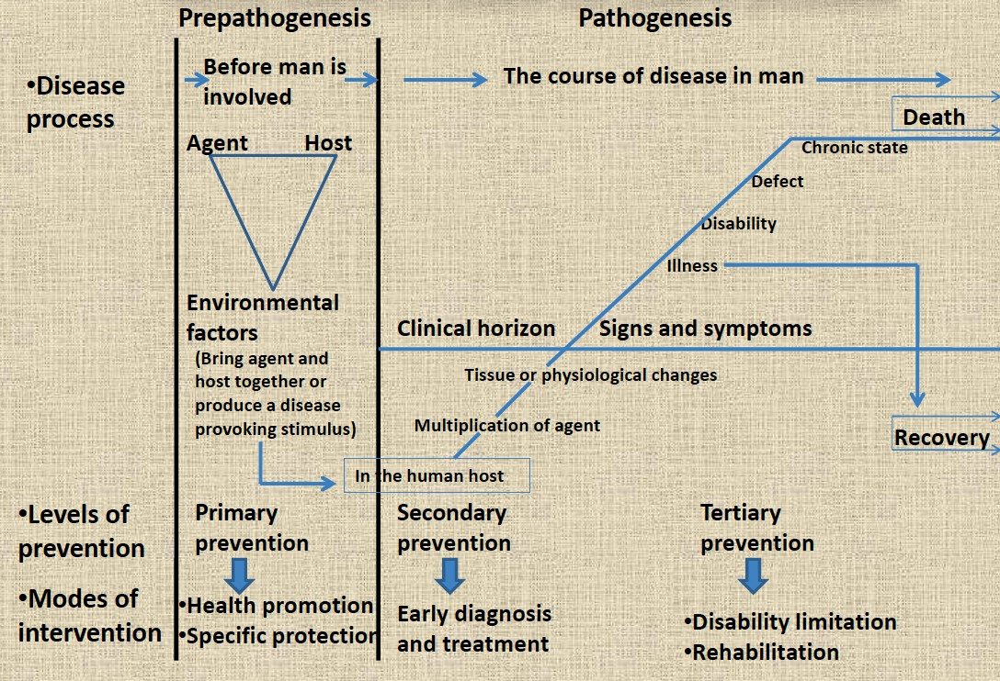 Prepathogenesis
Pathogenesis
•Disease
process
Before man is
involved
The course of disease in man
Death
Agent
Host
Chronic state
Defect
Disability
Illness
Environmental
factors
(Bring agent and
host together or
produce a disease
provoking stimulus)
Clinical horizon
Signs and symptoms
Tissue or physiological changes
Multiplication of agent
In the human host
Recovery
•Levels of
prevention
Primary
prevention
Secondary
prevention
Tertiary
prevention
•Modes of
intervention
•Health promotion
•Specific protection
Early diagnosis
and treatment
•Disability limitation
•Rehabilitation